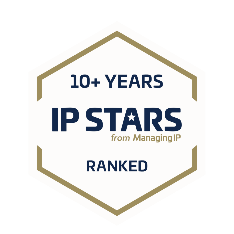 10+ YEARS
IP STARS
from ManagingIP
RANKED